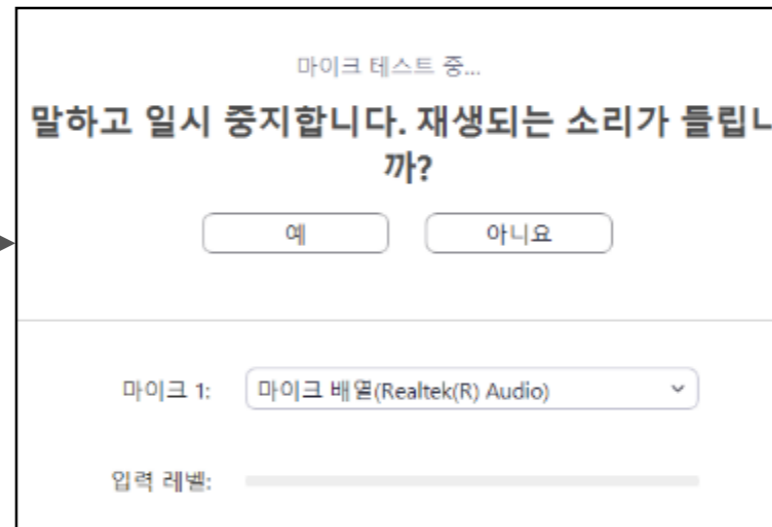 마이크 테스트 중...
말하고 일시 중지합니다. 재생되는 소리가 들립니
까?
예
아니요
마이크 1:
마이크 배열(Realtek(R) Audio)
입력 레벨: